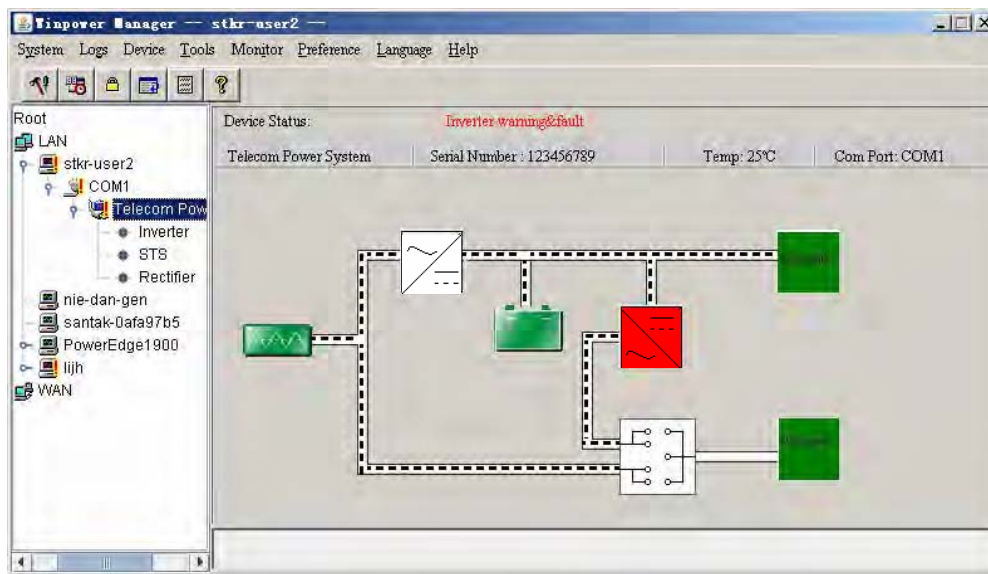 Winpower Manager -- stkr-user2 --
System Logs Device Tools Monitor Preference Language Help
Root
LAN
stkr-user2
COM1
Telecom Pow
Inverter
STS
Rectifier
nie-dan-gen
santak-0afa97b5
PowerEdge1900
lijh
WAN
Device Status: Inverter warning&fault
Telecom Power System Serial Number : 123456789 Temp: 25℃ Com Port: COM1